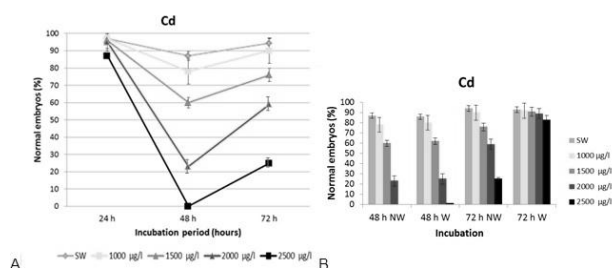 Cd
Normal embryos (%)
100
90
80
70
60
50
40
30
20
10
0
24 h
48 h
72 h
Incubation period (hours)
SW
1000 µg/l
1500 µg/l
2000 µg/l
2500 µg/l
A
Cd
Normal embryos (%)
100
90
80
70
60
50
40
30
20
10
0
48 h NW
48 h W
72 h NW
72 h W
Incubation
SW
1000 µg/l
1500 µg/l
2000 µg/l
2500 µg/l
B